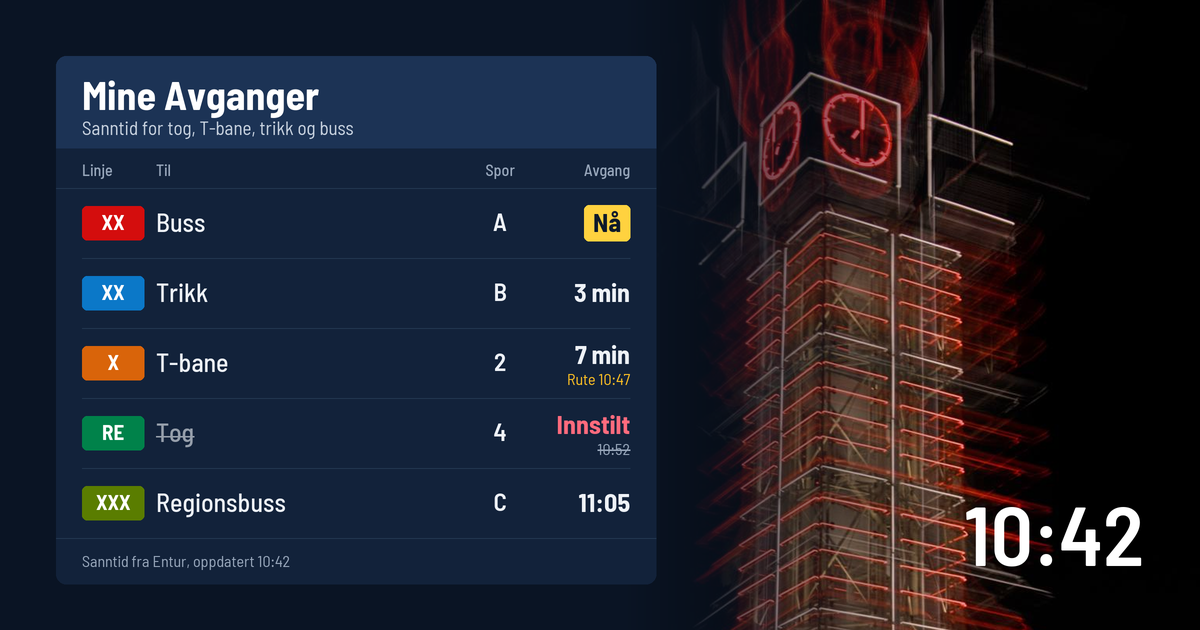 Mine Avganger
Sanntid for tog, T-bane, trikk og buss
Linje Til Spor Avgang
XX Buss A Nå
XX Trikk B 3 min
X T-bane 2 7 min
Rute 10:47
RE Tog 4 Innstilt
10:52
XXX Regionsbuss C 11:05
Sanntid fra Entur, oppdatert 10:42
10:42